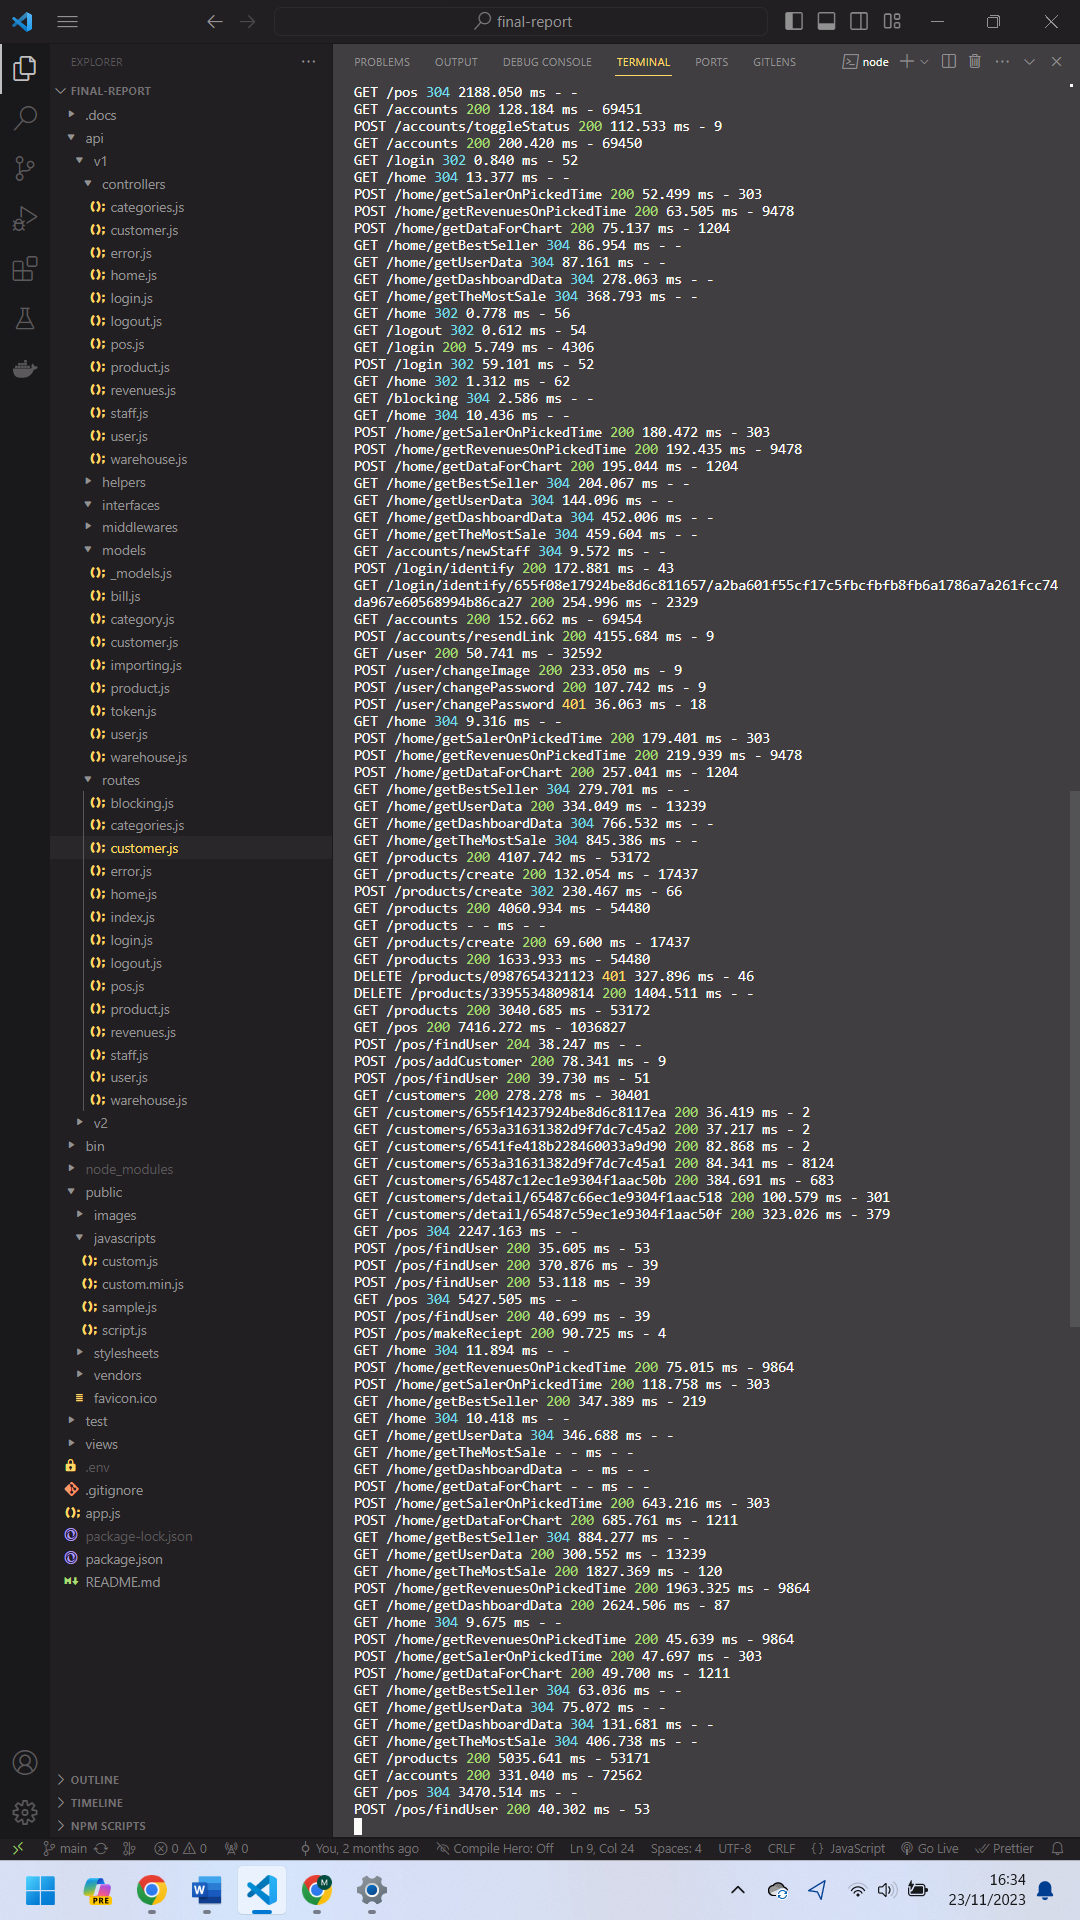 final-report
EXPLORER
FINAL-REPORT
.docs
api
v1
controllers
categories.js
customer.js
error.js
home.js
login.js
logout.js
pos.js
product.js
revenues.js
staff.js
user.js
warehouse.js
helpers
interfaces
middlewares
models
_models.js
bill.js
category.js
customer.js
importing.js
product.js
token.js
user.js
warehouse.js
routes
blocking.js
categories.js
customer.js
error.js
home.js
index.js
login.js
logout.js
pos.js
product.js
revenues.js
staff.js
user.js
warehouse.js
v2
bin
node_modules
public
images
javascripts
custom.js
custom.min.js
sample.js
script.js
stylesheets
vendors
favicon.ico
test
views
.env
.gitignore
app.js
package-lock.json
package.json
README.md
OUTLINE
TIMELINE
NPM SCRIPTS
PROBLEMS OUTPUT DEBUG CONSOLE TERMINAL PORTS GITLENS node
GET /pos 304 2188.050 ms - -
GET /accounts 200 128.184 ms - 69451
POST /accounts/toggleStatus 200 112.533 ms - 9
GET /accounts 200 200.420 ms - 69450
GET /login 302 0.840 ms - 52
GET /home 304 13.377 ms - -
POST /home/getSalerOnPickedTime 200 52.499 ms - 303
POST /home/getRevenuesOnPickedTime 200 63.505 ms - 9478
POST /home/getDataForChart 200 75.137 ms - 1204
GET /home/getBestSeller 304 86.954 ms - -
GET /home/getUserData 304 87.161 ms - -
GET /home/getDashboardData 304 278.063 ms - -
GET /home/getTheMostSale 304 368.793 ms - -
GET /home 302 0.778 ms - 56
GET /logout 302 0.612 ms - 54
GET /login 200 5.749 ms - 4306
POST /login 302 59.101 ms - 52
GET /home 302 1.312 ms - 62
GET /blocking 304 2.586 ms - -
GET /home 304 10.436 ms - -
POST /home/getSalerOnPickedTime 200 180.472 ms - 303
POST /home/getRevenuesOnPickedTime 200 192.435 ms - 9478
POST /home/getDataForChart 200 195.044 ms - 1204
GET /home/getBestSeller 304 204.067 ms - -
GET /home/getUserData 304 144.096 ms - -
GET /home/getDashboardData 304 452.006 ms - -
GET /home/getTheMostSale 304 459.604 ms - -
GET /accounts/newStaff 304 9.572 ms - -
POST /login/identify 200 172.881 ms - 43
GET /login/identify/655f08e17924be8d6c811657/a2ba601f55cf17c5fbcfbfb8fb6a1786a7a261fcc74
da967e60568994b86ca27 200 254.996 ms - 2329
GET /accounts 200 152.662 ms - 69454
POST /accounts/resendLink 200 4155.684 ms - 9
GET /user 200 50.741 ms - 32592
POST /user/changeImage 200 233.050 ms - 9
POST /user/changePassword 200 107.742 ms - 9
POST /user/changePassword 401 36.063 ms - 18
GET /home 304 9.316 ms - -
POST /home/getSalerOnPickedTime 200 179.401 ms - 303
POST /home/getRevenuesOnPickedTime 200 219.939 ms - 9478
POST /home/getDataForChart 200 257.041 ms - 1204
GET /home/getBestSeller 304 279.701 ms - -
GET /home/getUserData 200 334.049 ms - 13239
GET /home/getDashboardData 304 766.532 ms - -
GET /home/getTheMostSale 304 845.386 ms - -
GET /products 200 4107.742 ms - 53172
GET /products/create 200 132.054 ms - 17437
POST /products/create 302 230.467 ms - 66
GET /products 200 4060.934 ms - 54480
GET /products - - ms - -
GET /products/create 200 69.600 ms - 17437
GET /products 200 1633.933 ms - 54480
DELETE /products/0987654321123 401 327.896 ms - 46
DELETE /products/3395534809814 200 1404.511 ms - -
GET /products 200 3040.685 ms - 53172
GET /pos 200 7416.272 ms - 1036827
POST /pos/findUser 204 38.247 ms - -
POST /pos/addCustomer 200 78.341 ms - 9
POST /pos/findUser 200 39.730 ms - 51
GET /customers 200 278.278 ms - 30401
GET /customers/655f14237924be8d6c8117ea 200 36.419 ms - 2
GET /customers/653a31631382d9f7dc7c45a2 200 37.217 ms - 2
GET /customers/6541fe418b228460033a9d90 200 82.868 ms - 2
GET /customers/653a31631382d9f7dc7c45a1 200 84.341 ms - 8124
GET /customers/65487c12ec1e9304f1aac50b 200 384.691 ms - 683
GET /customers/detail/65487c66ec1e9304f1aac518 200 100.579 ms - 301
GET /customers/detail/65487c59ec1e9304f1aac50f 200 323.026 ms - 379
GET /pos 304 2247.163 ms - -
POST /pos/findUser 200 35.605 ms - 53
POST /pos/findUser 200 370.876 ms - 39
POST /pos/findUser 200 53.118 ms - 39
GET /pos 304 5427.505 ms - -
POST /pos/findUser 200 40.699 ms - 39
POST /pos/makeReciept 200 90.725 ms - 4
GET /home 304 11.894 ms - -
POST /home/getRevenuesOnPickedTime 200 75.015 ms - 9864
POST /home/getSalerOnPickedTime 200 118.758 ms - 303
GET /home/getBestSeller 200 347.389 ms - 219
GET /home 304 10.418 ms - -
GET /home/getUserData 304 346.688 ms - -
GET /home/getTheMostSale - - ms - -
GET /home/getDashboardData - - ms - -
POST /home/getDataForChart - - ms - -
POST /home/getSalerOnPickedTime 200 643.216 ms - 303
POST /home/getDataForChart 200 685.761 ms - 1211
GET /home/getBestSeller 304 884.277 ms - -
GET /home/getUserData 200 300.552 ms - 13239
GET /home/getTheMostSale 200 1827.369 ms - 120
POST /home/getRevenuesOnPickedTime 200 1963.325 ms - 9864
GET /home/getDashboardData 200 2624.506 ms - 87
GET /home 304 9.675 ms - -
POST /home/getRevenuesOnPickedTime 200 45.639 ms - 9864
POST /home/getSalerOnPickedTime 200 47.697 ms - 303
POST /home/getDataForChart 200 49.700 ms - 1211
GET /home/getBestSeller 304 63.036 ms - -
GET /home/getUserData 304 75.072 ms - -
GET /home/getDashboardData 304 131.681 ms - -
GET /home/getTheMostSale 304 406.738 ms - -
GET /products 200 5035.641 ms - 53171
GET /accounts 200 331.040 ms - 72562
GET /pos 304 3470.514 ms - -
POST /pos/findUser 200 40.302 ms - 53
main 0 0 0 You, 2 months ago Compile Hero: Off Ln 9, Col 24 Spaces: 4 UTF-8 CRLF {} JavaScript Go Live Prettier
PRE
W
M
16:34
23/11/2023